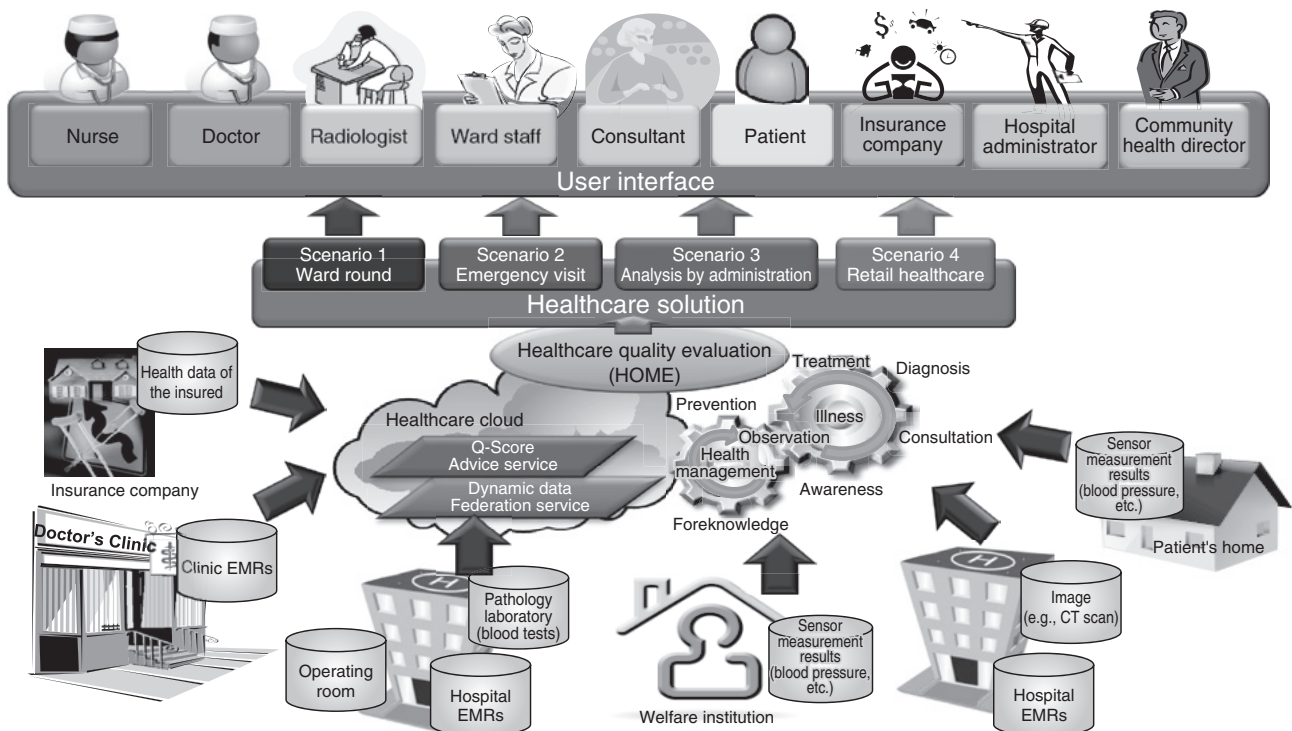 Nurse
Doctor
Radiologist
Ward staff
Consultant
Patient
Insurance
company
Hospital
administrator
Community
health director
User interface
Scenario 1
Ward round
Scenario 2
Emergency visit
Scenario 3
Analysis by administration
Scenario 4
Retail healthcare
Healthcare solution
Healthcare quality evaluation
(HOME)
Health data of
the insured
Insurance company
Healthcare cloud
Q-Score
Advice service
Dynamic data
Federation service
Treatment
Diagnosis
Prevention
Illness
Observation
Consultation
Health
management
Awareness
Foreknowledge
Sensor
measurement
results
(blood pressure,
etc.)
Patient's home
Doctor's Clinic
Clinic EMRs
H
Pathology
laboratory
(blood tests)
Operating
room
Hospital
EMRs
Sensor
measurement
results
(blood pressure,
etc.)
Welfare institution
H
Image
(e.g., CT scan)
Hospital
EMRs